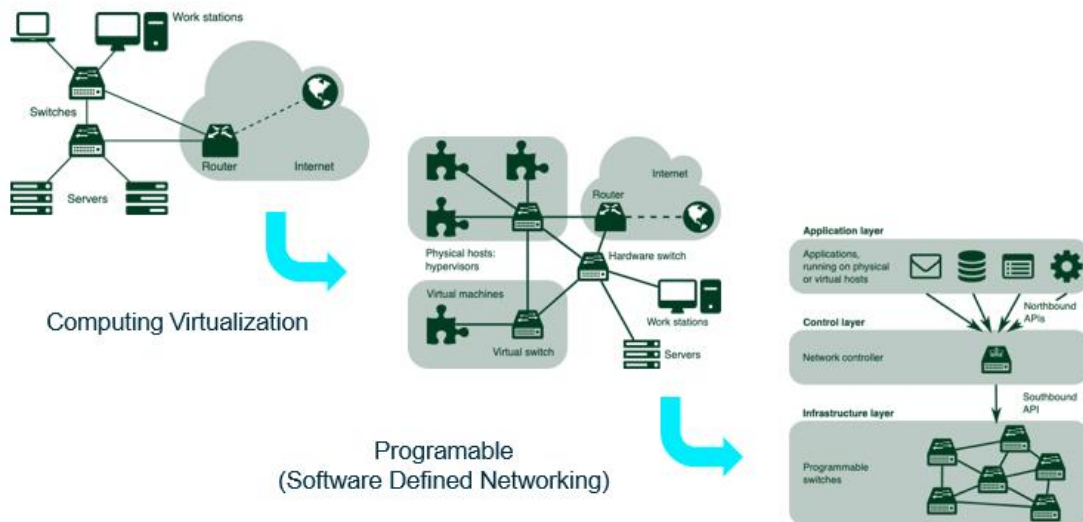 Work stations
Switches
Router
Internet
Servers
Computing Virtualization
Internet
Router
Physical hosts:
hypervisors
Hardware switch
Virtual machines
Virtual switch
Work stations
Servers
Programable
(Software Defined Networking)
Application layer
Applications,
running on physical
or virtual hosts
Northbound
APIs
Control layer
Network controller
Southbound
API
Infrastructure layer
Programmable
switches